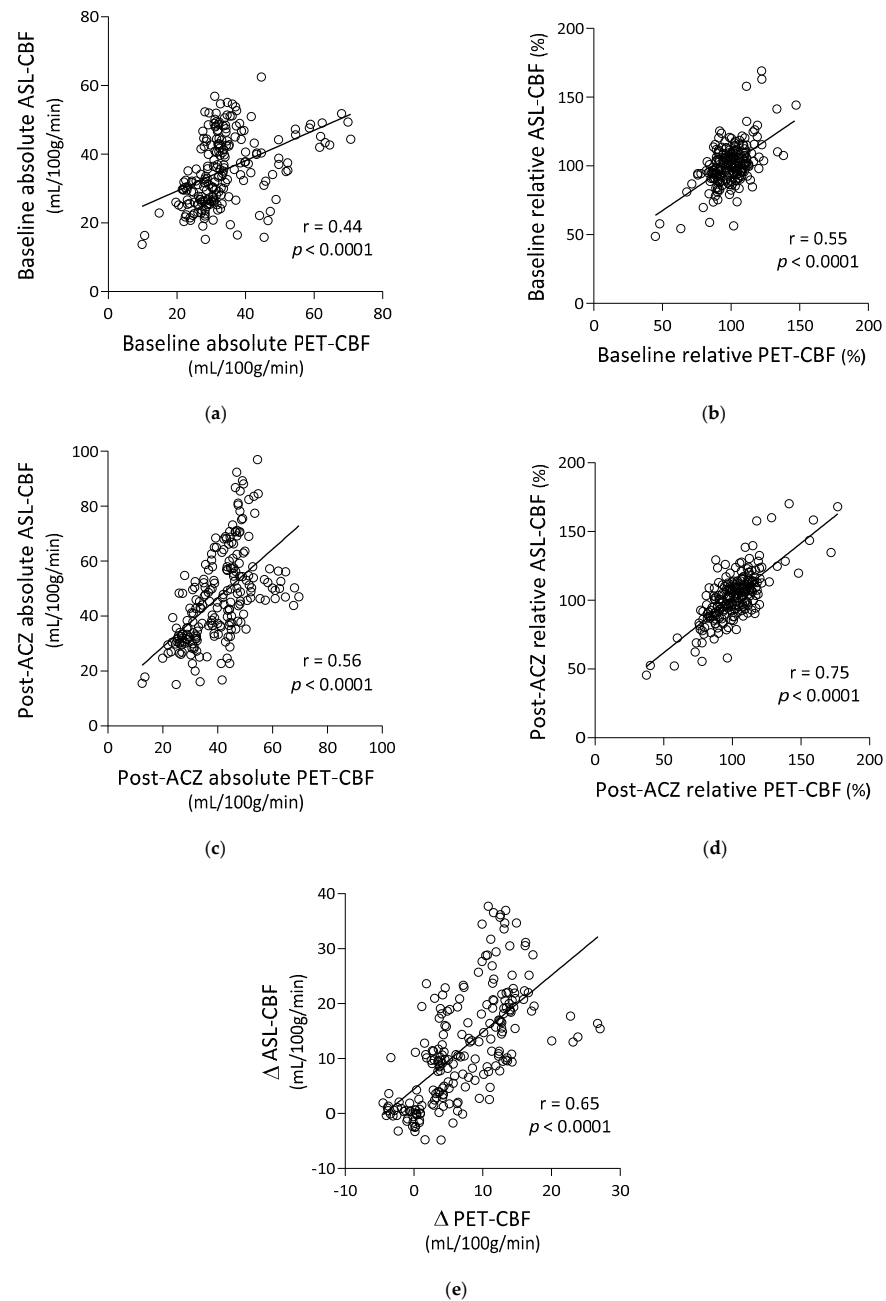 80
60
40
20
0
0 20 40 60 80
Baseline absolute ASL-CBF
(mL/100g/min)
r = 0.44
p < 0.0001
Baseline absolute PET-CBF
(mL/100g/min)
(a)
200
150
100
50
0
0 50 100 150 200
Baseline relative ASL-CBF (%)
r = 0.55
p < 0.0001
Baseline relative PET-CBF (%)
(b)
100
80
60
40
20
0
0 20 40 60 80 100
Post-ACZ absolute ASL-CBF
(mL/100g/min)
r = 0.56
p < 0.0001
Post-ACZ absolute PET-CBF
(mL/100g/min)
(c)
200
150
100
50
0
0 50 100 150 200
Post-ACZ relative ASL-CBF (%)
r = 0.75
p < 0.0001
Post-ACZ relative PET-CBF (%)
(d)
40
30
20
10
0
-10
-10 0 10 20 30
Δ ASL-CBF
(mL/100g/min)
r = 0.65
p < 0.0001
Δ PET-CBF
(mL/100g/min)
(e)